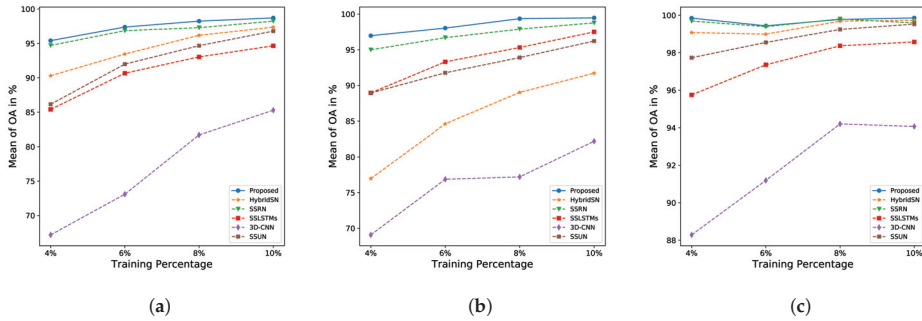 100
95
90
85
80
75
70
Mean of OA in %
4%
6%
8%
10%
Training Percentage
Proposed
HybridSN
SSRN
SSLSTMs
3D-CNN
SSUN
(a)
100
95
90
85
80
75
70
Mean of OA in %
4%
6%
8%
10%
Training Percentage
Proposed
HybridSN
SSRN
SSLSTMs
3D-CNN
SSUN
(b)
100
98
96
94
92
90
88
Mean of OA in %
4%
6%
8%
10%
Training Percentage
Proposed
HybridSN
SSRN
SSLSTMs
3D-CNN
SSUN
(c)